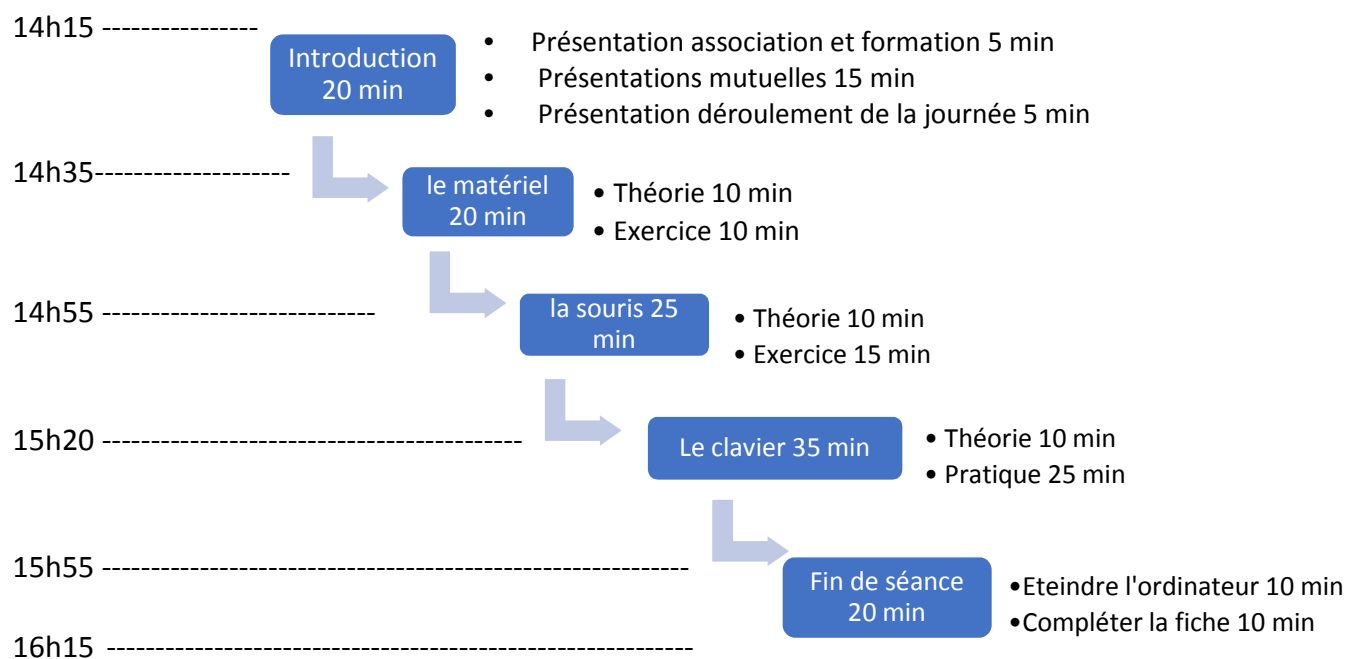 14h15 ----------------
Introduction
20 min
• Présentation association et formation 5 min
• Présentations mutuelles 15 min
• Présentation déroulement de la journée 5 min
14h35--------------------
le matériel
20 min
• Théorie 10 min
• Exercice 10 min
14h55 ----------------------------
la souris 25
min
• Théorie 10 min
• Exercice 15 min
15h20 -------------------------------------------
Le clavier 35 min
• Théorie 10 min
• Pratique 25 min
15h55 ------------------------------------------------------------
Fin de séance
20 min
•Eteindre l'ordinateur 10 min
•Compléter la fiche 10 min
16h15 ------------------------------------------------------------